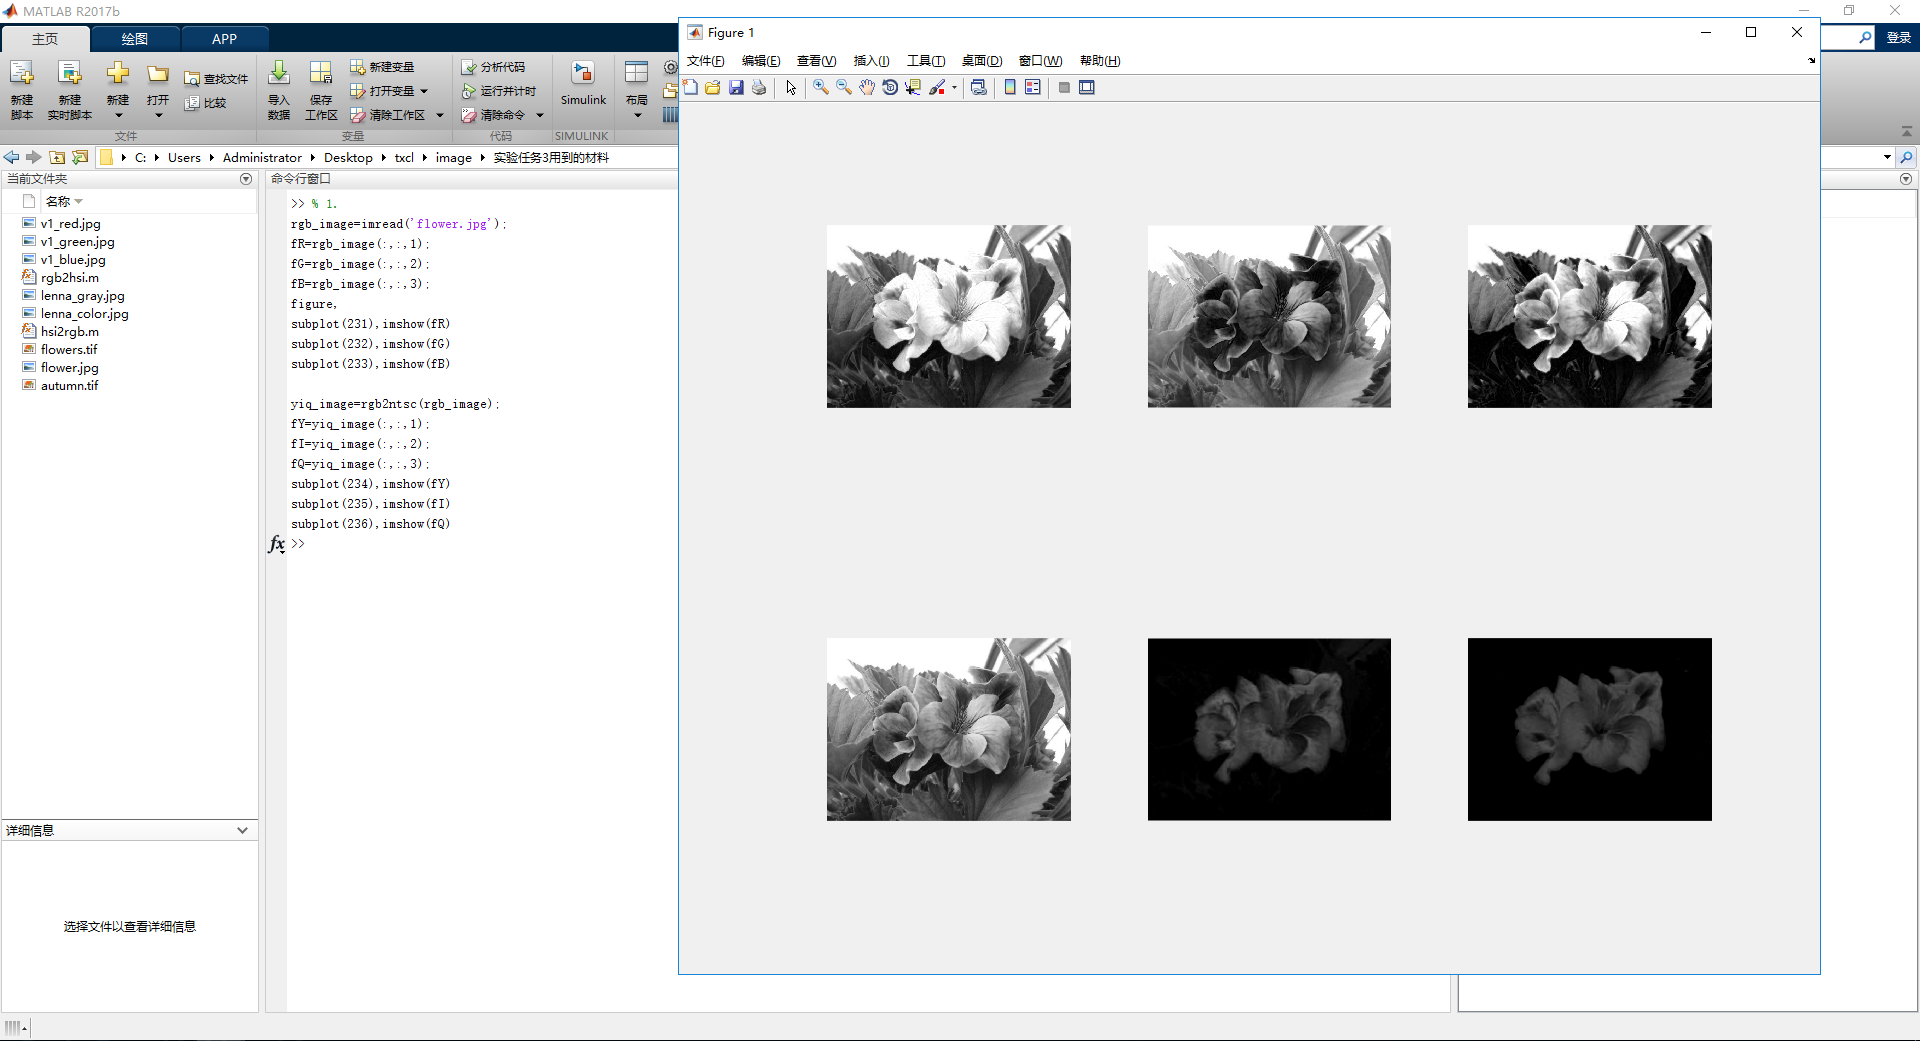 MATLAB R2017b
主页
绘图
APP
登录
新建
脚本
新建
实时脚本
新建
打开
查找文件
比较
文件
导入
数据
保存
工作区
新建变量
打开变量
清除工作区
变量
分析代码
运行并计时
清除命令
代码
Simulink
SIMULINK
布局
C: Users Administrator Desktop txcl image 实验任务3用到的材料
当前文件夹
名称
v1_red.jpg
v1_green.jpg
v1_blue.jpg
rgb2hsi.m
lenna_gray.jpg
lenna_color.jpg
hsi2rgb.m
flowers.tif
flower.jpg
autumn.tif
详细信息
选择文件以查看详细信息
命令行窗口
>> % 1.
rgb_image=imread('flower.jpg');
fR=rgb_image(:,:,1);
fG=rgb_image(:,:,2);
fB=rgb_image(:,:,3);
figure,
subplot(231),imshow(fR)
subplot(232),imshow(fG)
subplot(233),imshow(fB)
yiq_image=rgb2ntsc(rgb_image);
fY=yiq_image(:,:,1);
fI=yiq_image(:,:,2);
fQ=yiq_image(:,:,3);
subplot(234),imshow(fY)
subplot(235),imshow(fI)
subplot(236),imshow(fQ)
fx >>
Figure 1
文件(F) 编辑(E) 查看(V) 插入(I) 工具(T) 桌面(D) 窗口(W) 帮助(H)